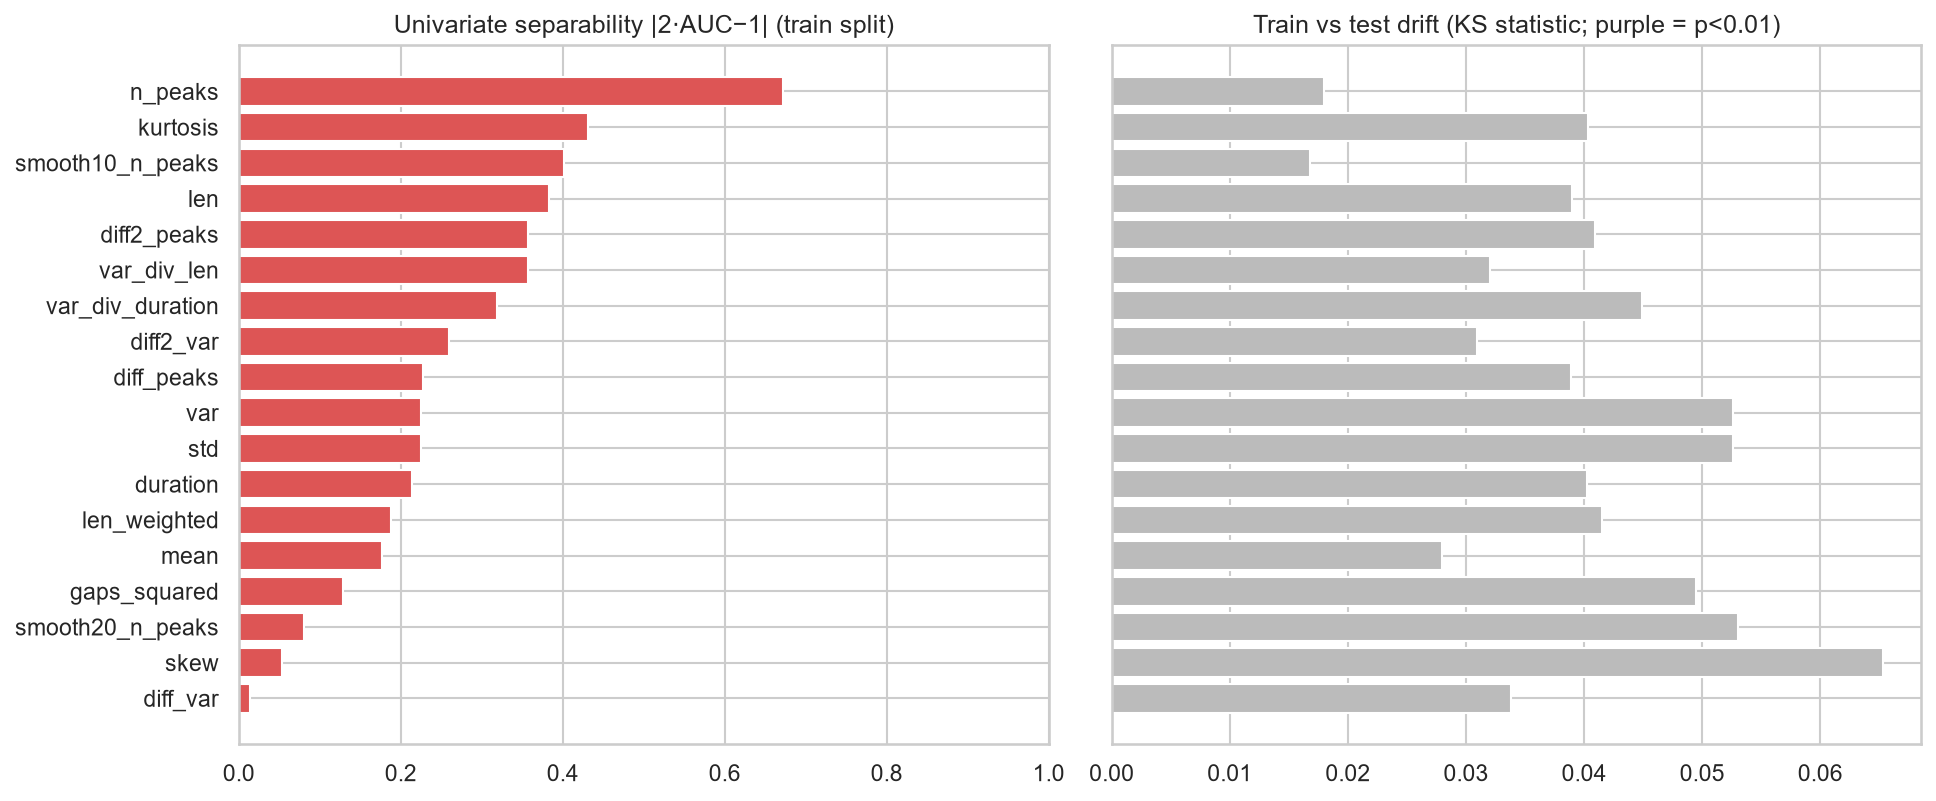 Univariate separability |2·AUC−1| (train split)
n_peaks
kurtosis
smooth10_n_peaks
len
diff2_peaks
var_div_len
var_div_duration
diff2_var
diff_peaks
var
std
duration
len_weighted
mean
gaps_squared
smooth20_n_peaks
skew
diff_var
0.0 0.2 0.4 0.6 0.8 1.0
Train vs test drift (KS statistic; purple = p<0.01)
0.00 0.01 0.02 0.03 0.04 0.05 0.06